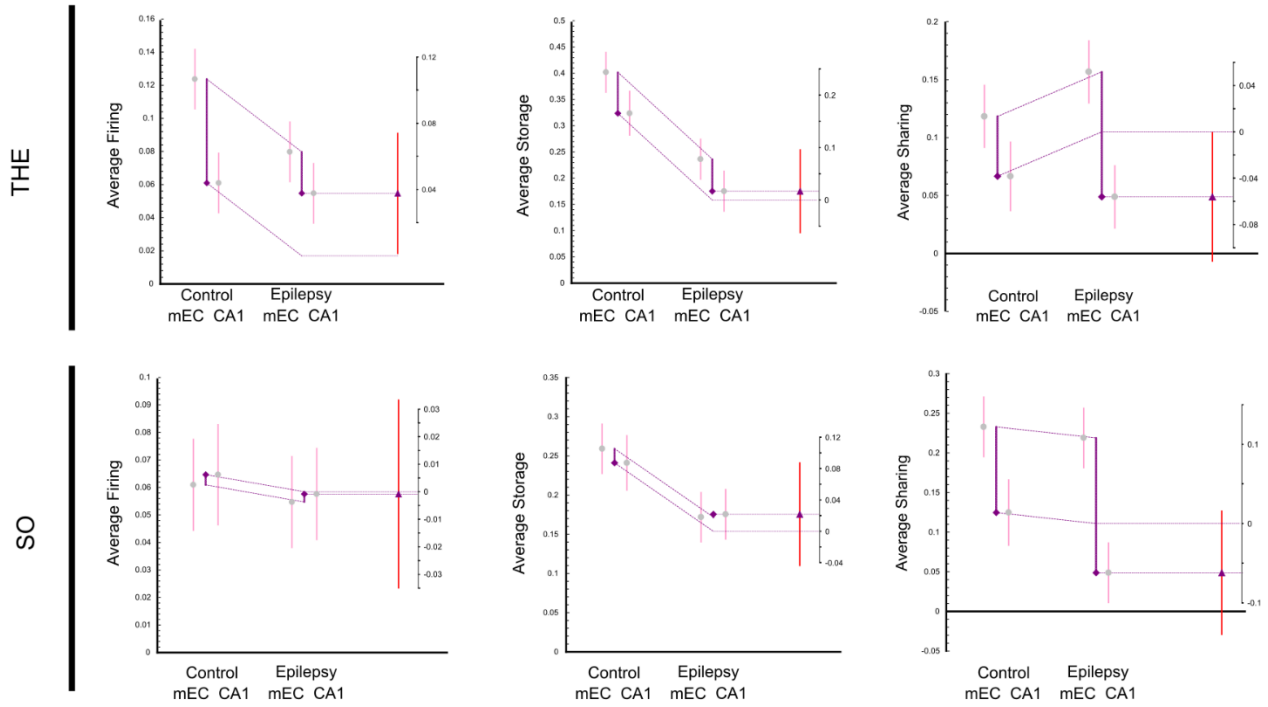 THE
Average Firing
0.16
0.14
0.12
0.1
0.08
0.06
0.04
0.02
0
0.12
0.08
0.04
Control
mEC CA1
Epilepsy
mEC CA1
Average Storage
0.5
0.45
0.4
0.35
0.3
0.25
0.2
0.15
0.1
0.05
0
0.2
0.1
0
Control
mEC CA1
Epilepsy
mEC CA1
Average Sharing
0.2
0.15
0.1
0.05
0
-0.05
0.04
0
-0.04
-0.08
Control
mEC CA1
Epilepsy
mEC CA1
SO
Average Firing
0.1
0.09
0.08
0.07
0.06
0.05
0.04
0.03
0.02
0.01
0
0.03
0.02
0.01
0
-0.01
-0.02
-0.03
Control
mEC CA1
Epilepsy
mEC CA1
Average Storage
0.35
0.3
0.25
0.2
0.15
0.1
0.05
0
0.12
0.08
0.04
0
-0.04
Control
mEC CA1
Epilepsy
mEC CA1
Average Sharing
0.3
0.25
0.2
0.15
0.1
0.05
0
-0.05
0.1
0
-0.1
Control
mEC CA1
Epilepsy
mEC CA1